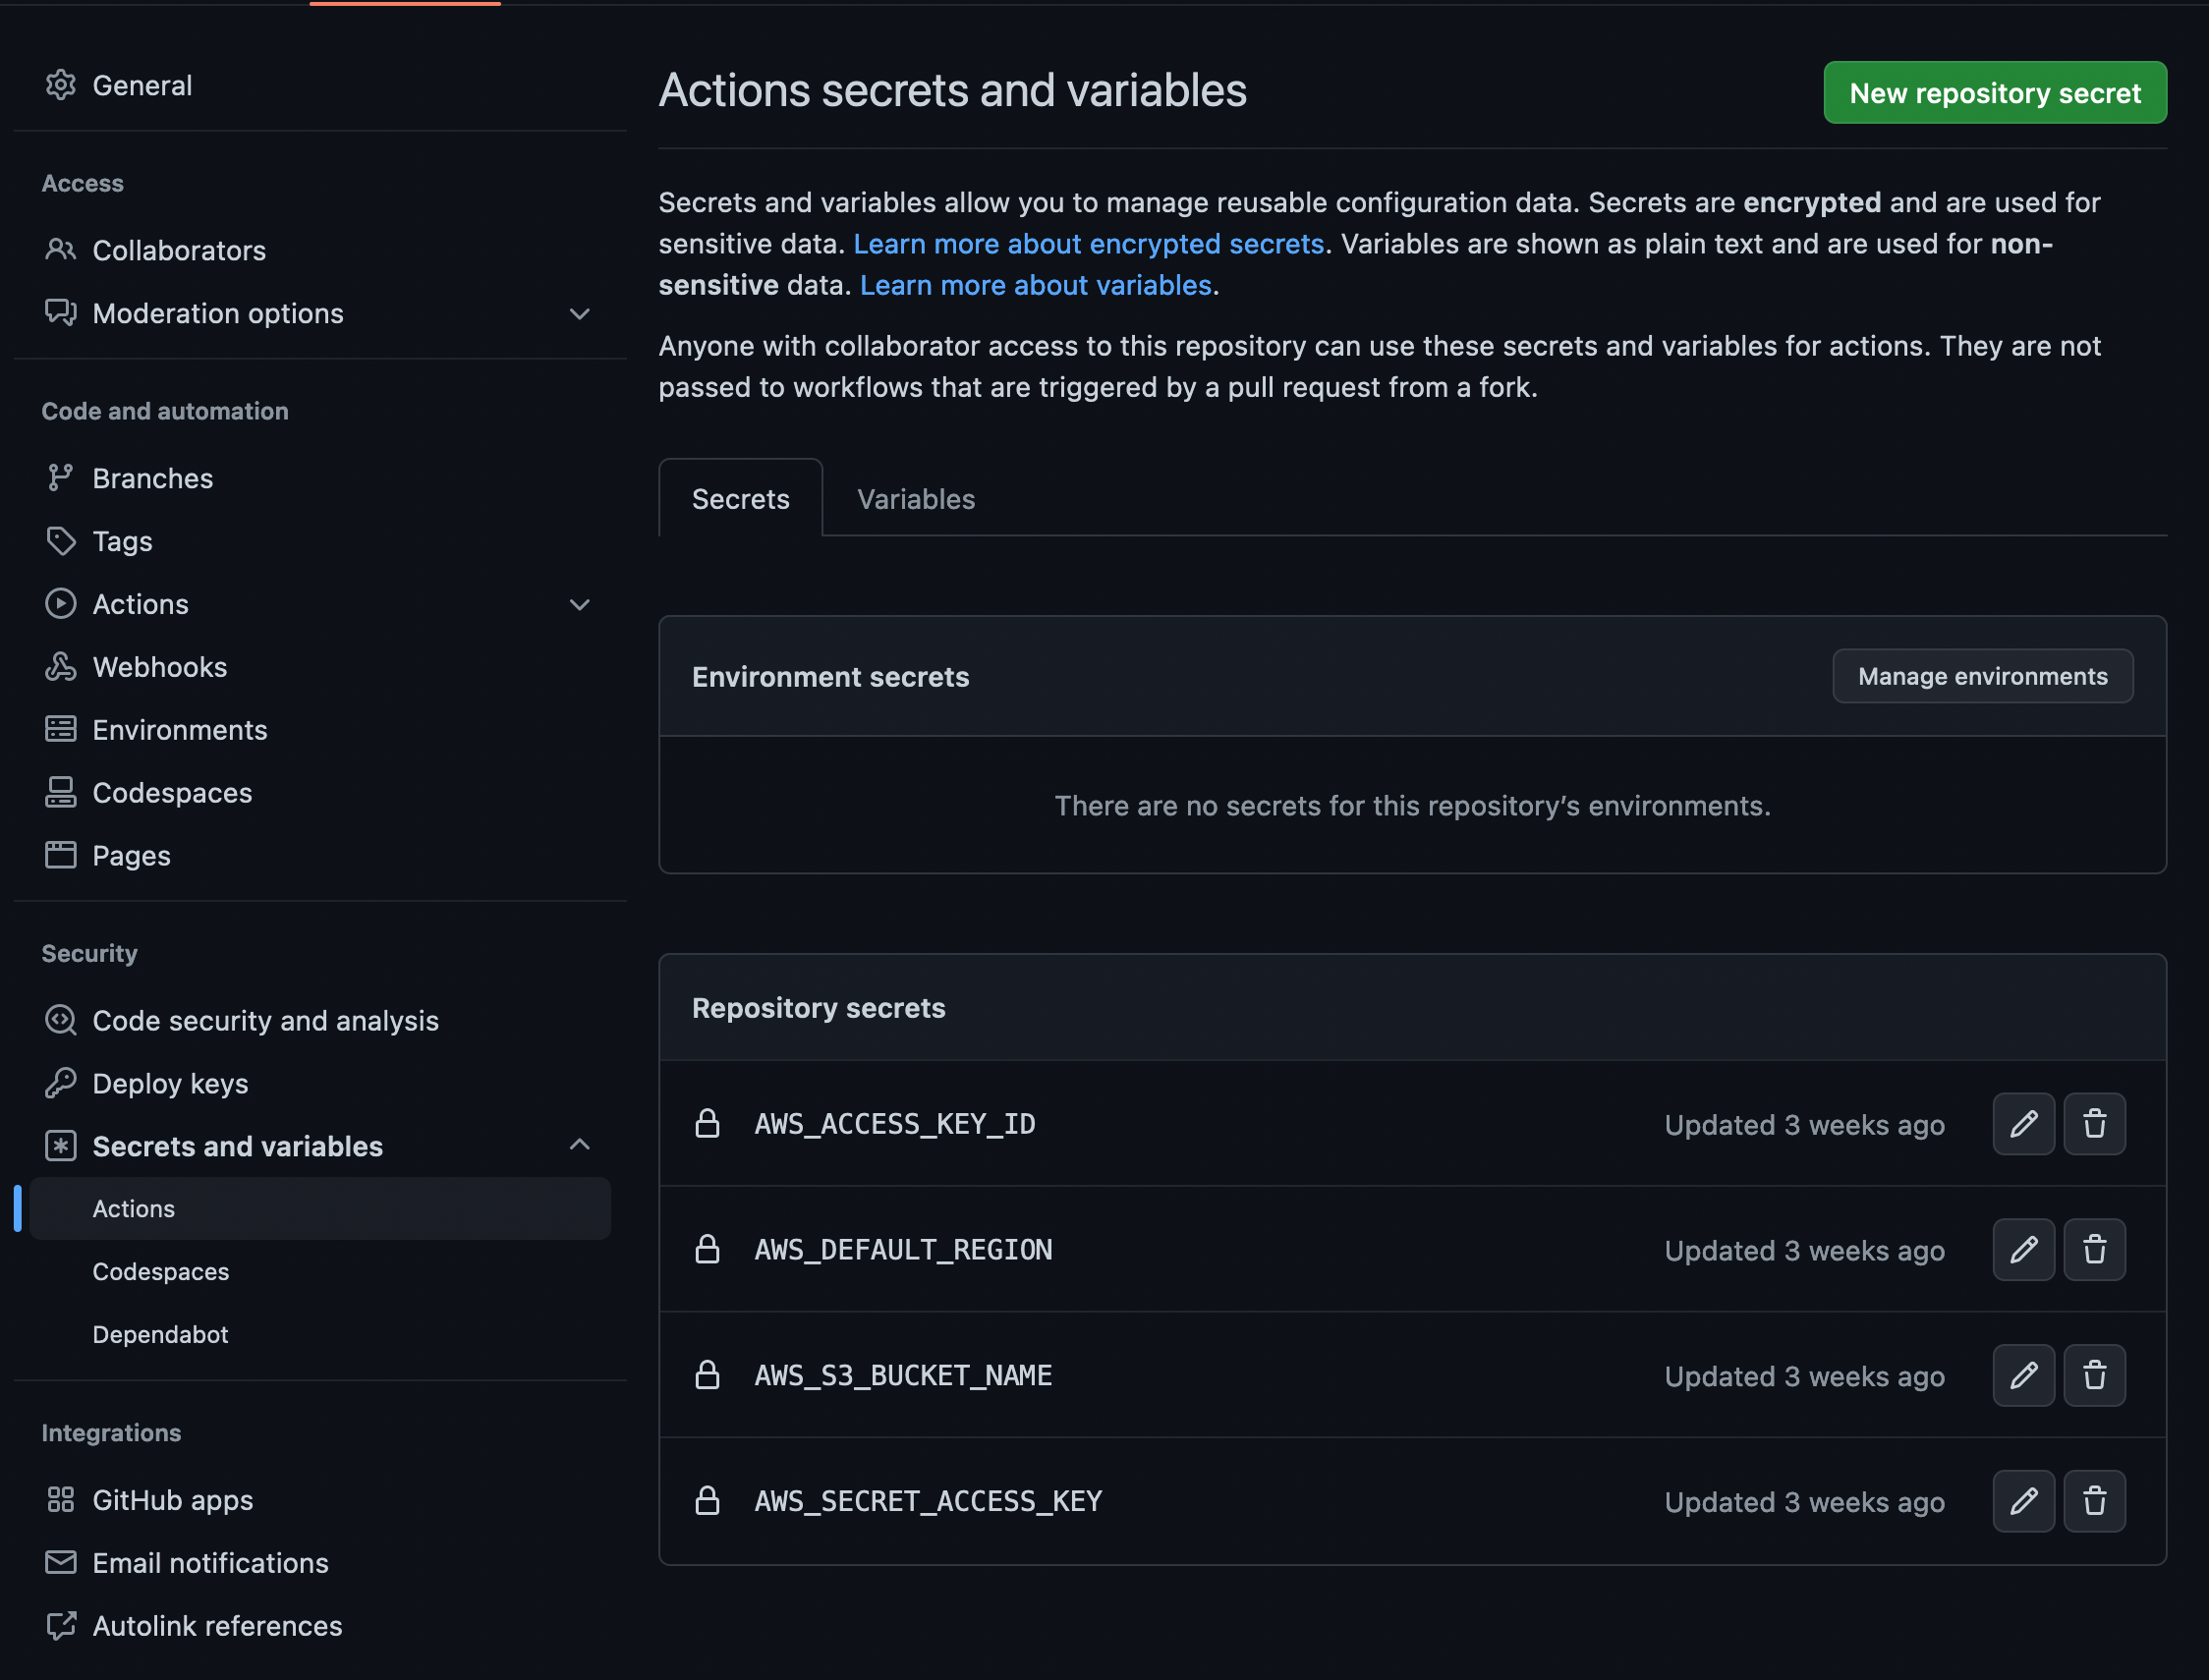 General
Access
Collaborators
Moderation options
Code and automation
Branches
Tags
Actions
Webhooks
Environments
Codespaces
Pages
Security
Code security and analysis
Deploy keys
Secrets and variables
Actions
Codespaces
Dependabot
Integrations
GitHub apps
Email notifications
Autolink references
Actions secrets and variables
New repository secret
Secrets and variables allow you to manage reusable configuration data. Secrets are encrypted and are used for
sensitive data. Learn more about encrypted secrets. Variables are shown as plain text and are used for non-
sensitive data. Learn more about variables.
Anyone with collaborator access to this repository can use these secrets and variables for actions. They are not
passed to workflows that are triggered by a pull request from a fork.
Secrets Variables
Environment secrets Manage environments
There are no secrets for this repository’s environments.
Repository secrets
AWS_ACCESS_KEY_ID Updated 3 weeks ago
AWS_DEFAULT_REGION Updated 3 weeks ago
AWS_S3_BUCKET_NAME Updated 3 weeks ago
AWS_SECRET_ACCESS_KEY Updated 3 weeks ago